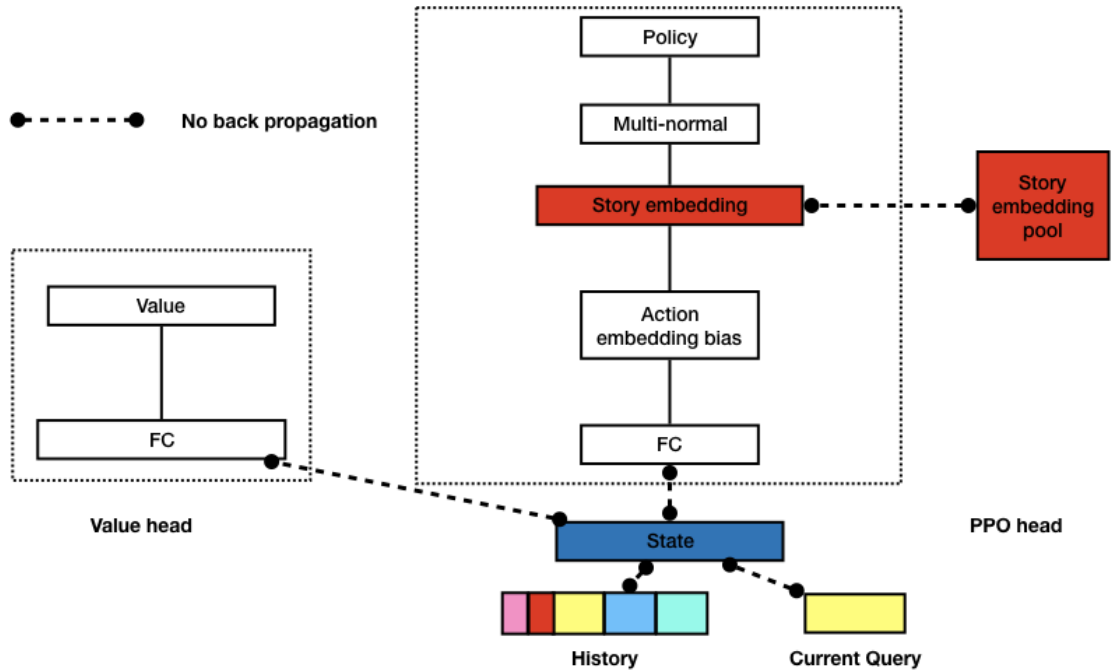 Policy
Multi-normal
No back propagation
Story embedding
Story
embedding
pool
Value
Action
embedding bias
FC
FC
Value head
PPO head
State
History
Current Query